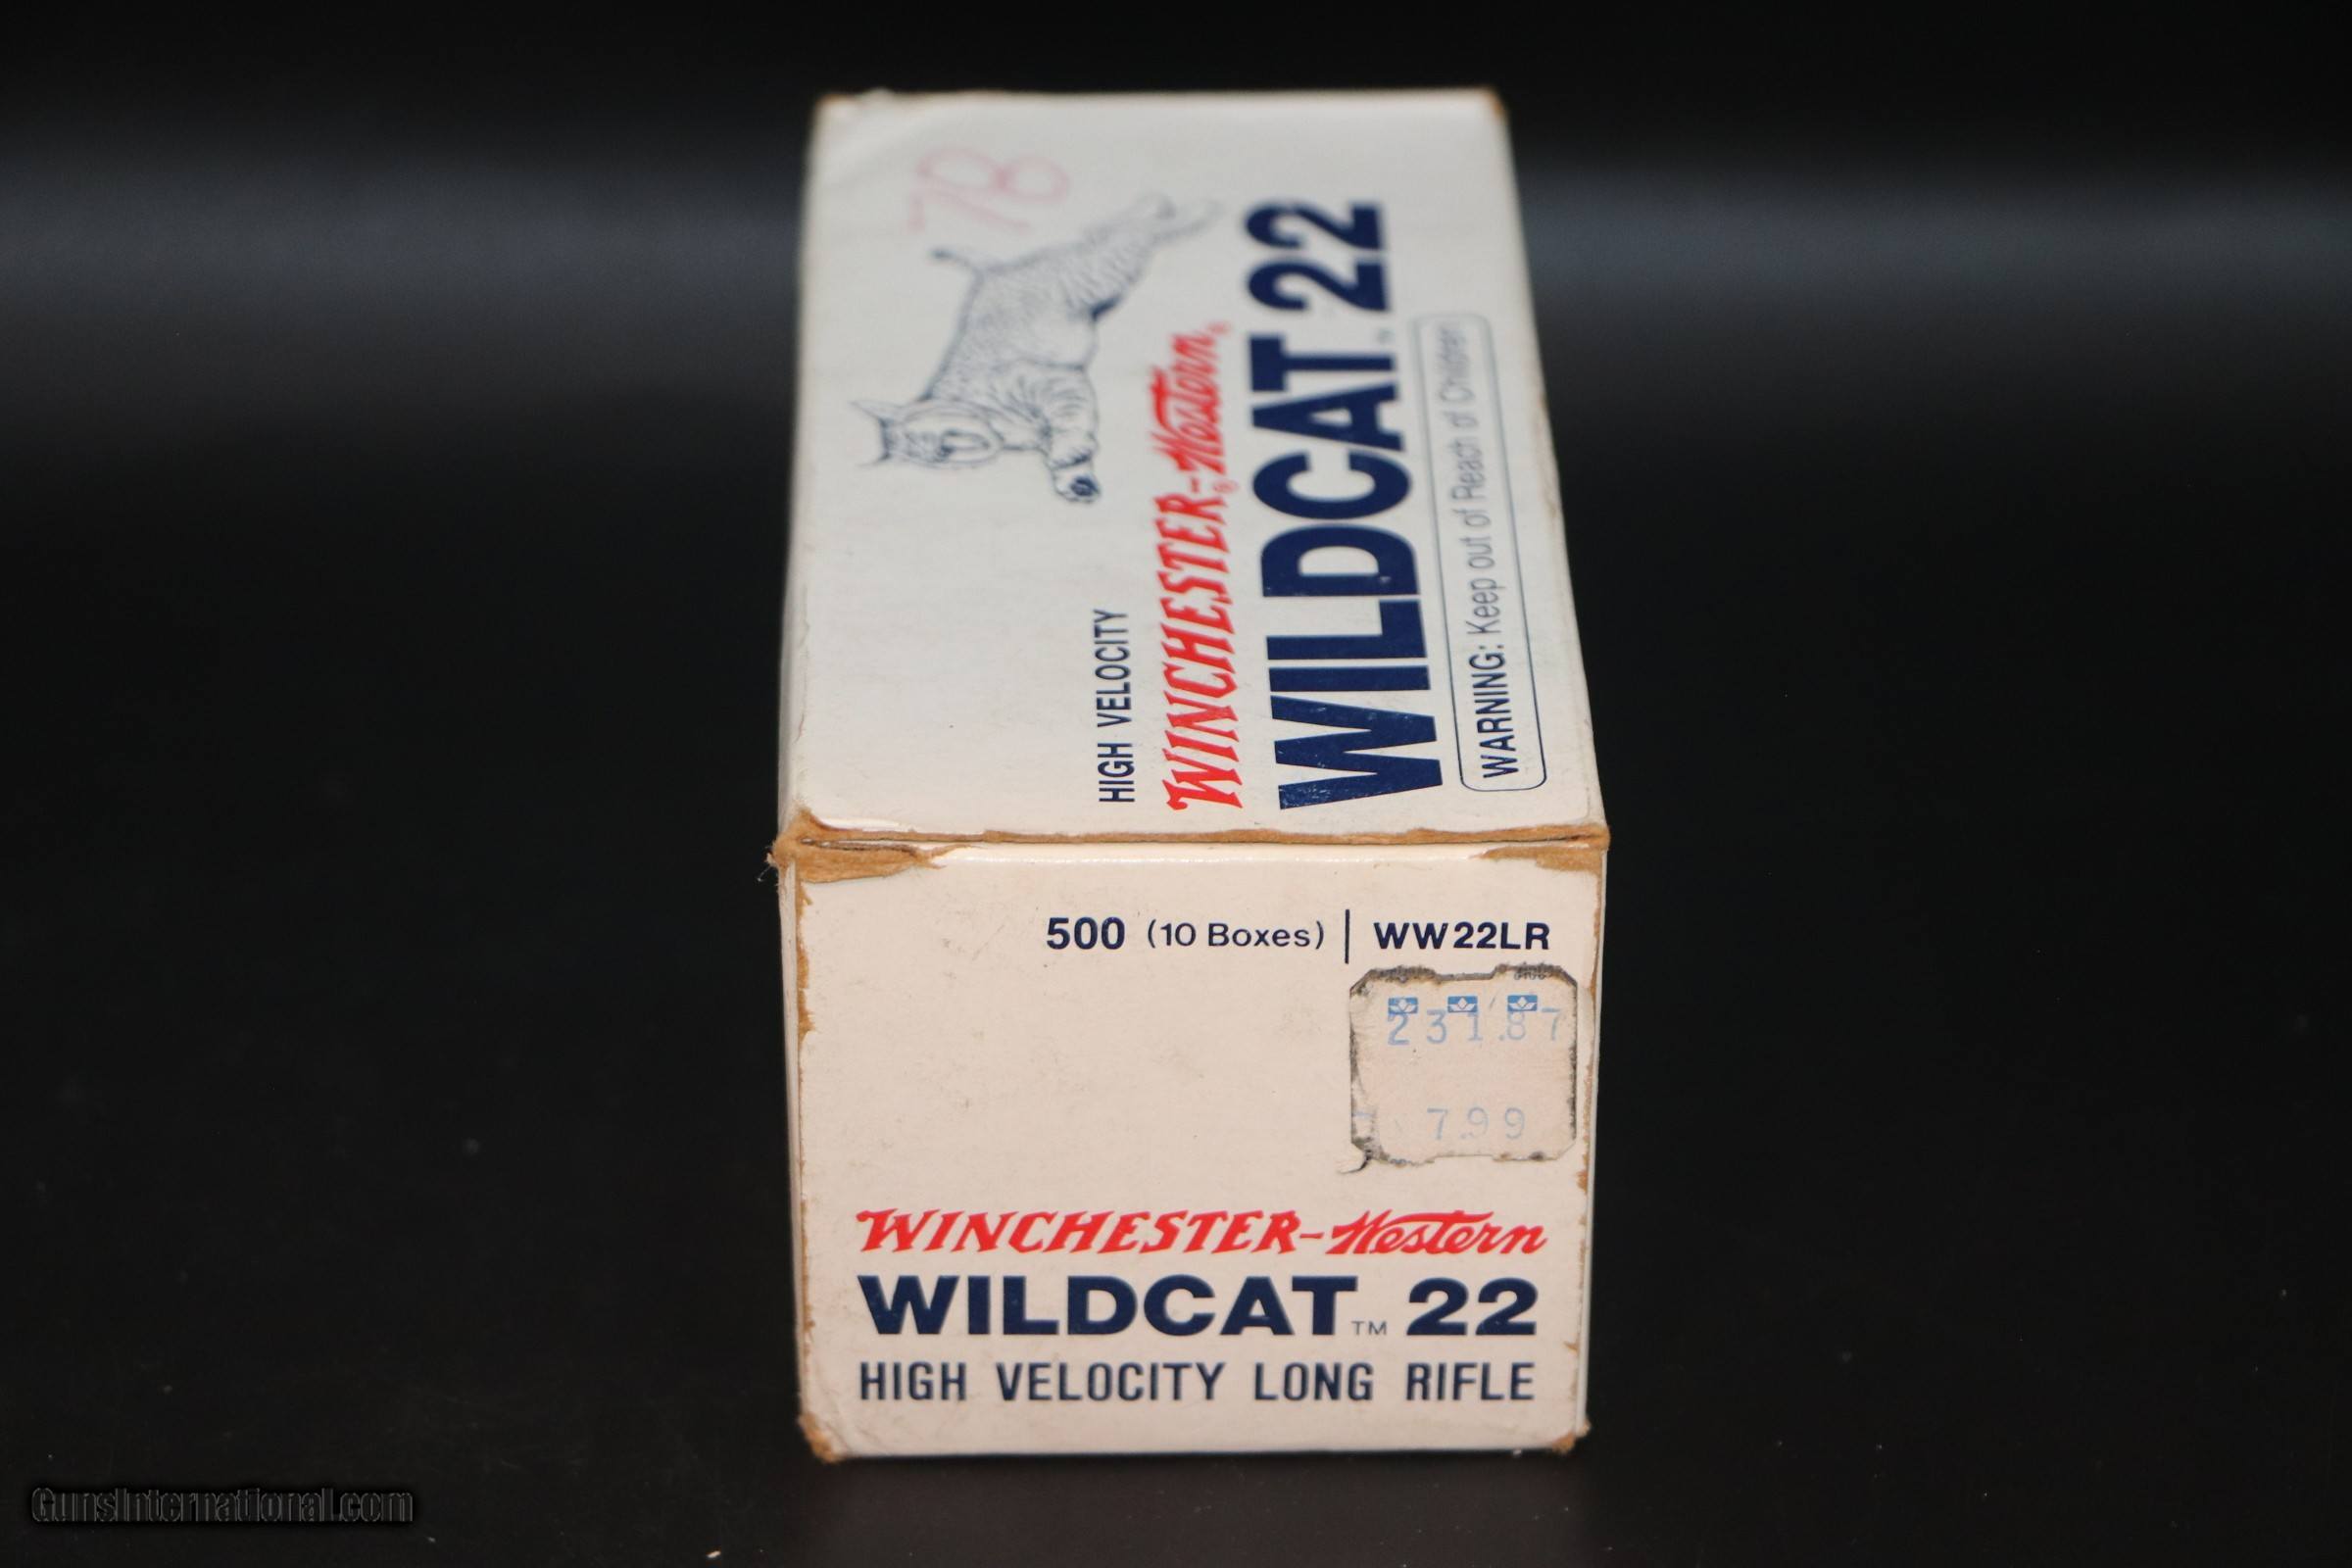 78
HIGH VELOCITY
WINCHESTER®-Western®
WILDCAT 22
WARNING: Keep out of Reach of Children
500 (10 Boxes) | WW22LR
231.87
7.99
WINCHESTER-Western
WILDCAT™ 22
HIGH VELOCITY LONG RIFLE
GunsInternational.com